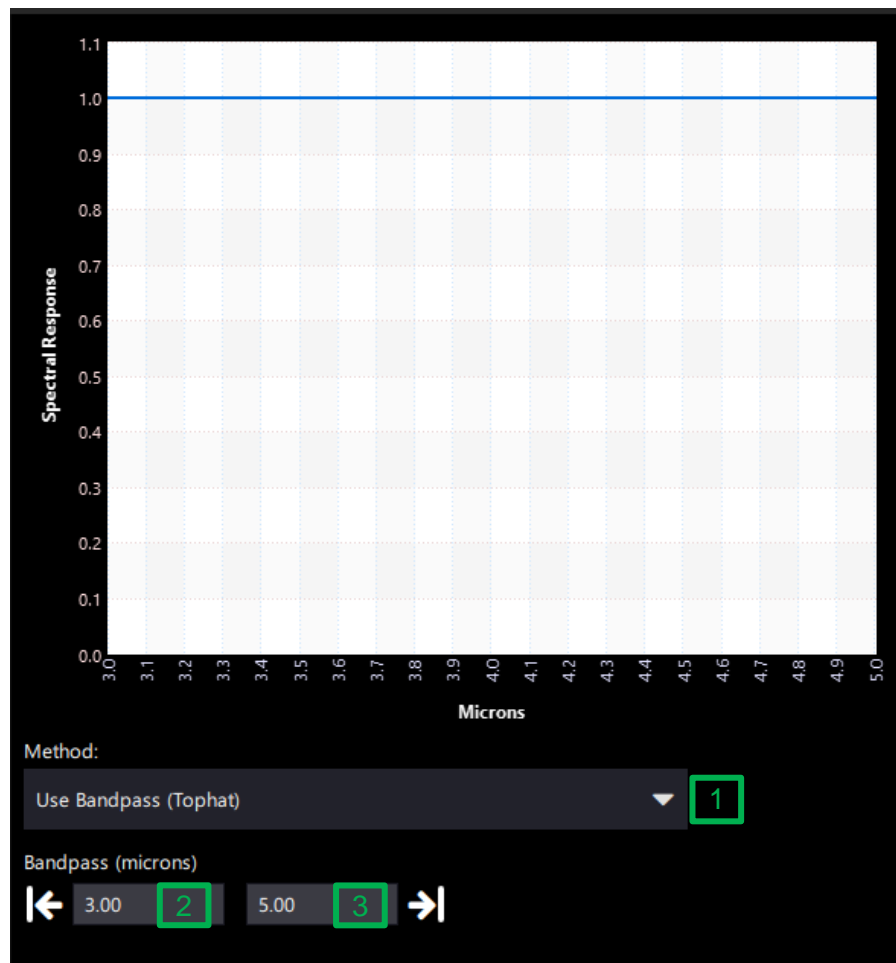 1.1
1.0
0.9
0.8
0.7
0.6
0.5
0.4
0.3
0.2
0.1
0.0
Spectral Response
3.0 3.1 3.2 3.3 3.4 3.5 3.6 3.7 3.8 3.9 4.0 4.1 4.2 4.3 4.4 4.5 4.6 4.7 4.8 4.9 5.0
Microns
Method:
Use Bandpass (Tophat) 1
Bandpass (microns)
3.00 2 5.00 3